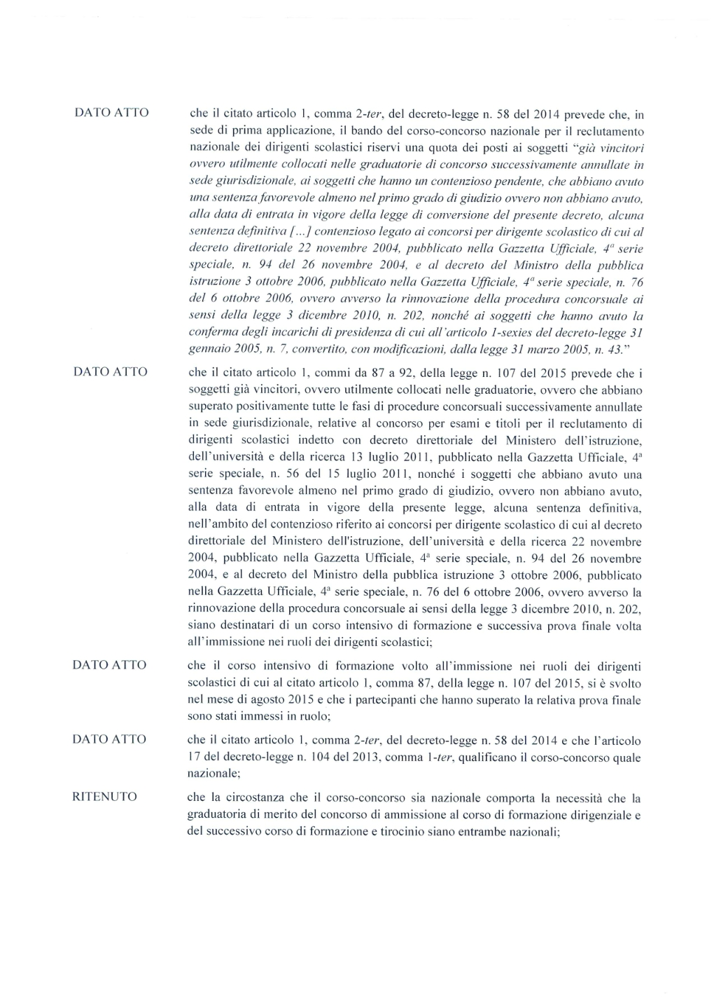 DATO ATTO che il citato articolo 1, comma 2-ter, del decreto-legge n. 58 del 2014 prevede che, in
sede di prima applicazione, il bando del corso-concorso nazionale per il reclutamento
nazionale dei dirigenti scolastici riservi una quota dei posti ai soggetti “già vincitori
ovvero utilmente collocati nelle graduatorie di concorso successivamente annullate in
sede giurisdizionale, ai soggetti che hanno un contenzioso pendente, che abbiano avuto
una sentenza favorevole almeno nel primo grado di giudizio ovvero non abbiano avuto,
alla data di entrata in vigore della legge di conversione del presente decreto, alcuna
sentenza definitiva [...] contenzioso legato ai concorsi per dirigente scolastico di cui al
decreto direttoriale 22 novembre 2004, pubblicato nella Gazzetta Ufficiale, 4ª serie
speciale, n. 94 del 26 novembre 2004, e al decreto del Ministro della pubblica
istruzione 3 ottobre 2006, pubblicato nella Gazzetta Ufficiale, 4ª serie speciale, n. 76
del 6 ottobre 2006, ovvero avverso la rinnovazione della procedura concorsuale ai
sensi della legge 3 dicembre 2010, n. 202, nonché ai soggetti che hanno avuto la
conferma degli incarichi di presidenza di cui all'articolo 1-sexies del decreto-legge 31
gennaio 2005, n. 7, convertito, con modificazioni, dalla legge 31 marzo 2005, n. 43.”
DATO ATTO che il citato articolo 1, commi da 87 a 92, della legge n. 107 del 2015 prevede che i
soggetti già vincitori, ovvero utilmente collocati nelle graduatorie, ovvero che abbiano
superato positivamente tutte le fasi di procedure concorsuali successivamente annullate
in sede giurisdizionale, relative al concorso per esami e titoli per il reclutamento di
dirigenti scolastici indetto con decreto direttoriale del Ministero dell'istruzione,
dell'università e della ricerca 13 luglio 2011, pubblicato nella Gazzetta Ufficiale, 4ª
serie speciale, n. 56 del 15 luglio 2011, nonché i soggetti che abbiano avuto una
sentenza favorevole almeno nel primo grado di giudizio, ovvero non abbiano avuto,
alla data di entrata in vigore della presente legge, alcuna sentenza definitiva,
nell'ambito del contenzioso riferito ai concorsi per dirigente scolastico di cui al decreto
direttoriale del Ministero dell'istruzione, dell'università e della ricerca 22 novembre
2004, pubblicato nella Gazzetta Ufficiale, 4ª serie speciale, n. 94 del 26 novembre
2004, e al decreto del Ministro della pubblica istruzione 3 ottobre 2006, pubblicato
nella Gazzetta Ufficiale, 4ª serie speciale, n. 76 del 6 ottobre 2006, ovvero avverso la
rinnovazione della procedura concorsuale ai sensi della legge 3 dicembre 2010, n. 202,
siano destinatari di un corso intensivo di formazione e successiva prova finale volta
all'immissione nei ruoli dei dirigenti scolastici;
DATO ATTO che il corso intensivo di formazione volto all'immissione nei ruoli dei dirigenti
scolastici di cui al citato articolo 1, comma 87, della legge n. 107 del 2015, si è svolto
nel mese di agosto 2015 e che i partecipanti che hanno superato la relativa prova finale
sono stati immessi in ruolo;
DATO ATTO che il citato articolo 1, comma 2-ter, del decreto-legge n. 58 del 2014 e che l'articolo
17 del decreto-legge n. 104 del 2013, comma 1-ter, qualificano il corso-concorso quale
nazionale;
RITENUTO che la circostanza che il corso-concorso sia nazionale comporta la necessità che la
graduatoria di merito del concorso di ammissione al corso di formazione dirigenziale e
del successivo corso di formazione e tirocinio siano entrambe nazionali;